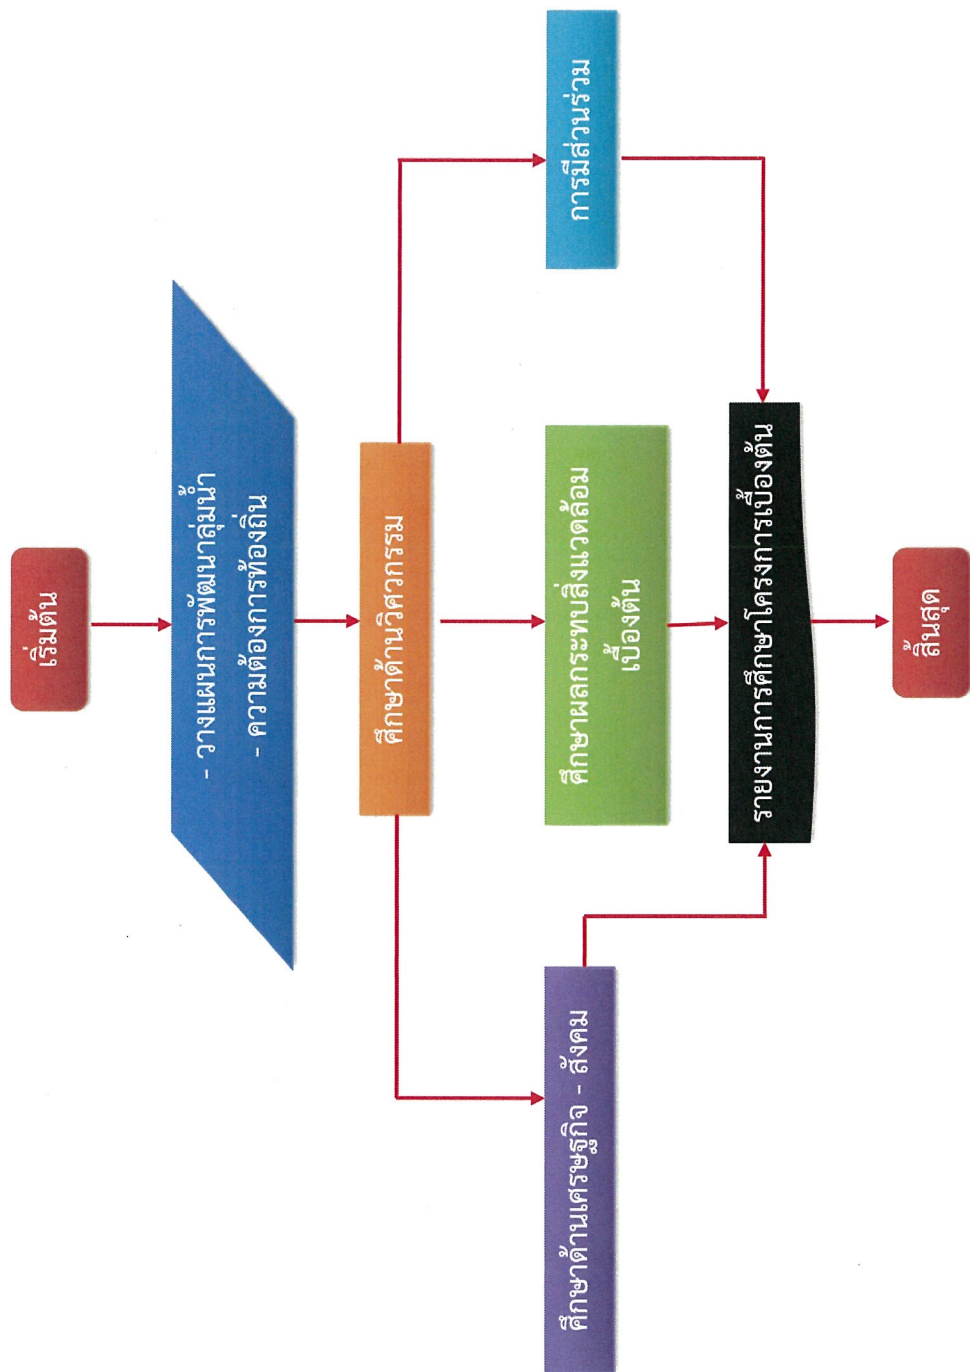 เริ่มต้น
- วางแผนการพัฒนาลุ่มน้ำ
- ความต้องการท้องถิ่น
ศึกษาด้านวิศวกรรม
ศึกษาด้านเศรษฐกิจ - สังคม
ศึกษาผลกระทบสิ่งแวดล้อม
เบื้องต้น
การมีส่วนร่วม
รายงานการศึกษาโครงการเบื้องต้น
สิ้นสุด